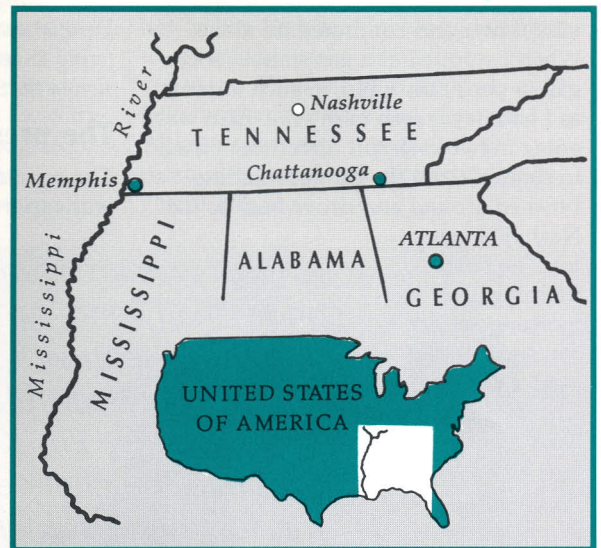 River
Nashville
TENNESSEE
Memphis
Chattanooga
Mississippi
MISSISSIPPI
ALABAMA
ATLANTA
GEORGIA
UNITED STATES
OF AMERICA